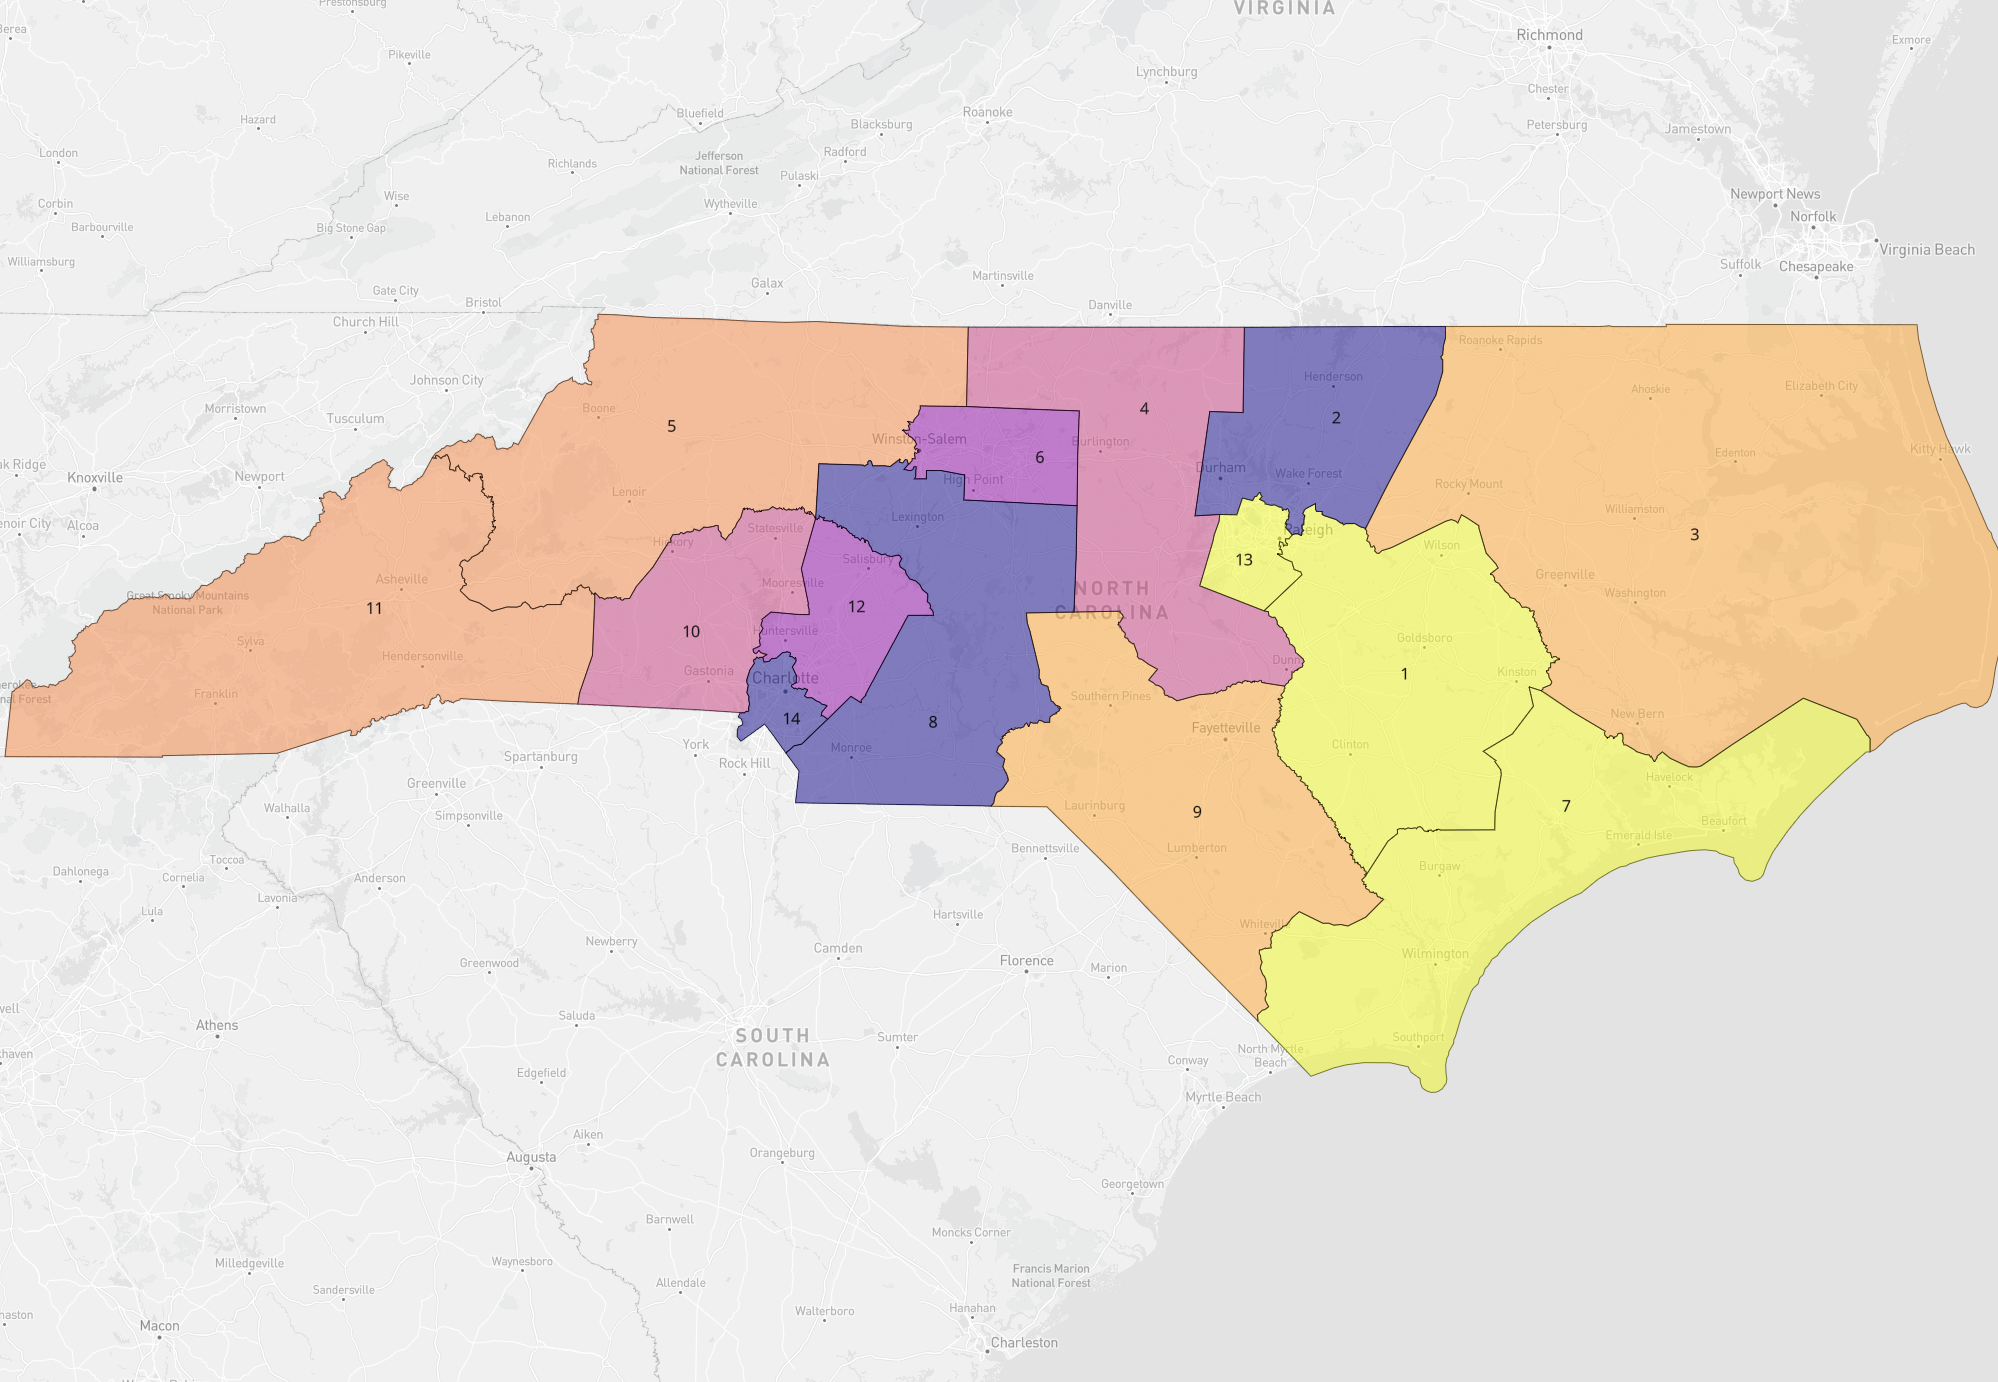 Prestonsburg
Berea
VIRGINIA
Richmond
Exmore
Pikeville
Lynchburg
Chester
Hazard
Bluefield
Roanoke
Blacksburg
Petersburg
Jamestown
London
Richlands
Jefferson
National Forest
Radford
Pulaski
Wise
Newport News
Corbin
Wytheville
Norfolk
Barbourville
Big Stone Gap
Lebanon
Virginia Beach
Williamsburg
Suffolk
Chesapeake
Gate City
Bristol
Galax
Martinsville
Danville
Church Hill
Roanoke Rapids
Johnson City
Henderson
Ahoskie
Elizabeth City
Morristown
Boone
4
2
Tusculum
5
Winston-Salem
Burlington
Kitty Hawk
Edenton
6
ak Ridge
Knoxville
Newport
High Point
Durham
Wake Forest
Rocky Mount
Lenoir
Williamston
enoir City
Alcoa
Lexington
Statesville
Raleigh
3
Hickory
Salisbury
13
Wilson
Asheville
Mooresville
Greenville
Great Smoky Mountains
National Park
11
12
NORTH
CAROLINA
Washington
10
Huntersville
Sylva
Goldsboro
Hendersonville
Gastonia
Charlotte
Dunn
1
Kinston
Franklin
Southern Pines
14
8
New Bern
Fayetteville
York
Monroe
Clinton
Rock Hill
Spartanburg
Greenville
Havelock
Walhalla
Simpsonville
Laurinburg
9
7
Beaufort
Emerald Isle
Bennettsville
Lumberton
Toccoa
Burgaw
Dahlonega
Cornelia
Anderson
Lavonia
Lula
Hartsville
Whiteville
Newberry
Camden
Wilmington
Greenwood
Florence
Marion
Saluda
Athens
SOUTH
CAROLINA
Sumter
Southport
North Myrtle
Beach
Conway
Edgefield
Myrtle Beach
Aiken
Orangeburg
Augusta
Georgetown
Barnwell
Moncks Corner
Milledgeville
Waynesboro
Francis Marion
National Forest
Sandersville
Allendale
Walterboro
Hanahan
Macon
Charleston